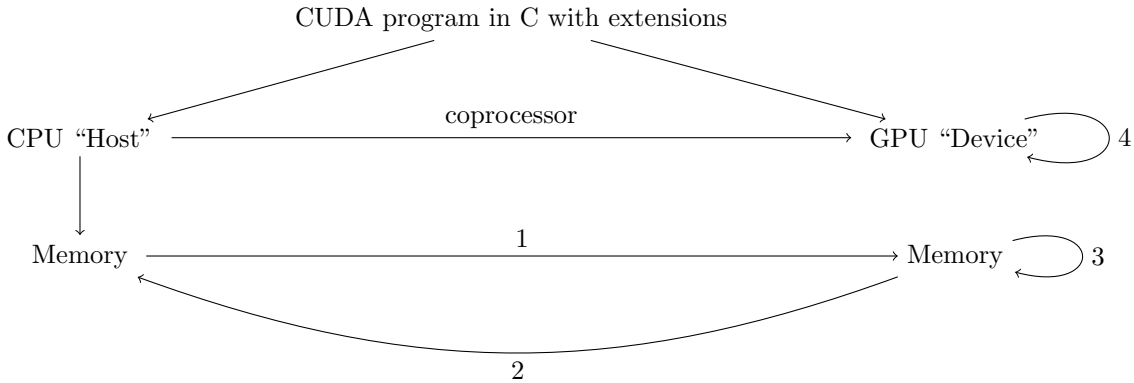 CUDA program in C with extensions
coprocessor
CPU “Host”
GPU “Device”
4
1
Memory
Memory
3
2